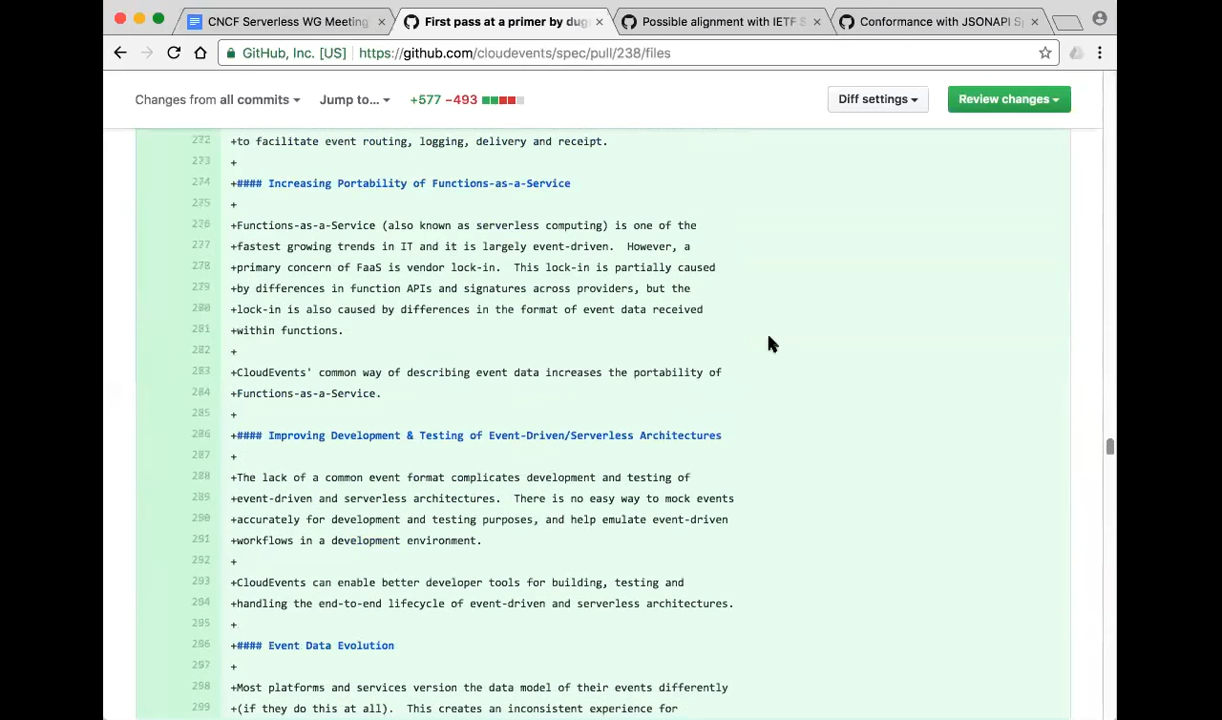 CNCF Serverless WG Meeting
First pass at a primer by dug
Possible alignment with IETF S
Conformance with JSONAPI S
GitHub, Inc. [US] https://github.com/cloudevents/spec/pull/238/files
Changes from all commits Jump to... +577 −493 Diff settings Review changes
272 +to facilitate event routing, logging, delivery and receipt.
273 +
274 +#### Increasing Portability of Functions-as-a-Service
275 +
276 +Functions-as-a-Service (also known as serverless computing) is one of the
277 +fastest growing trends in IT and it is largely event-driven.  However, a
278 +primary concern of FaaS is vendor lock-in.  This lock-in is partially caused
279 +by differences in function APIs and signatures across providers, but the
280 +lock-in is also caused by differences in the format of event data received
281 +within functions.
282 +
283 +CloudEvents' common way of describing event data increases the portability of
284 +Functions-as-a-Service.
285 +
286 +#### Improving Development & Testing of Event-Driven/Serverless Architectures
287 +
288 +The lack of a common event format complicates development and testing of
289 +event-driven and serverless architectures.  There is no easy way to mock events
290 +accurately for development and testing purposes, and help emulate event-driven
291 +workflows in a development environment.
292 +
293 +CloudEvents can enable better developer tools for building, testing and
294 +handling the end-to-end lifecycle of event-driven and serverless architectures.
295 +
296 +#### Event Data Evolution
297 +
298 +Most platforms and services version the data model of their events differently
299 +(if they do this at all).  This creates an inconsistent experience for